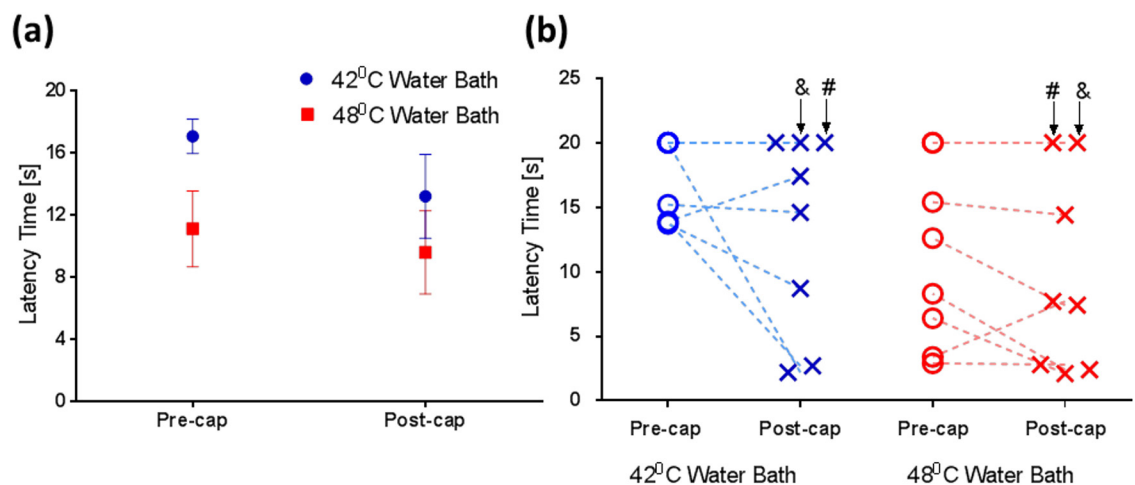 (a)
42⁰C Water Bath
48⁰C Water Bath
Latency Time [s]
20
16
12
8
4
0
Pre-cap Post-cap
(b)
Latency Time [s]
25
20
15
10
5
0
& #
# &
Pre-cap Post-cap Pre-cap Post-cap
42⁰C Water Bath 48⁰C Water Bath